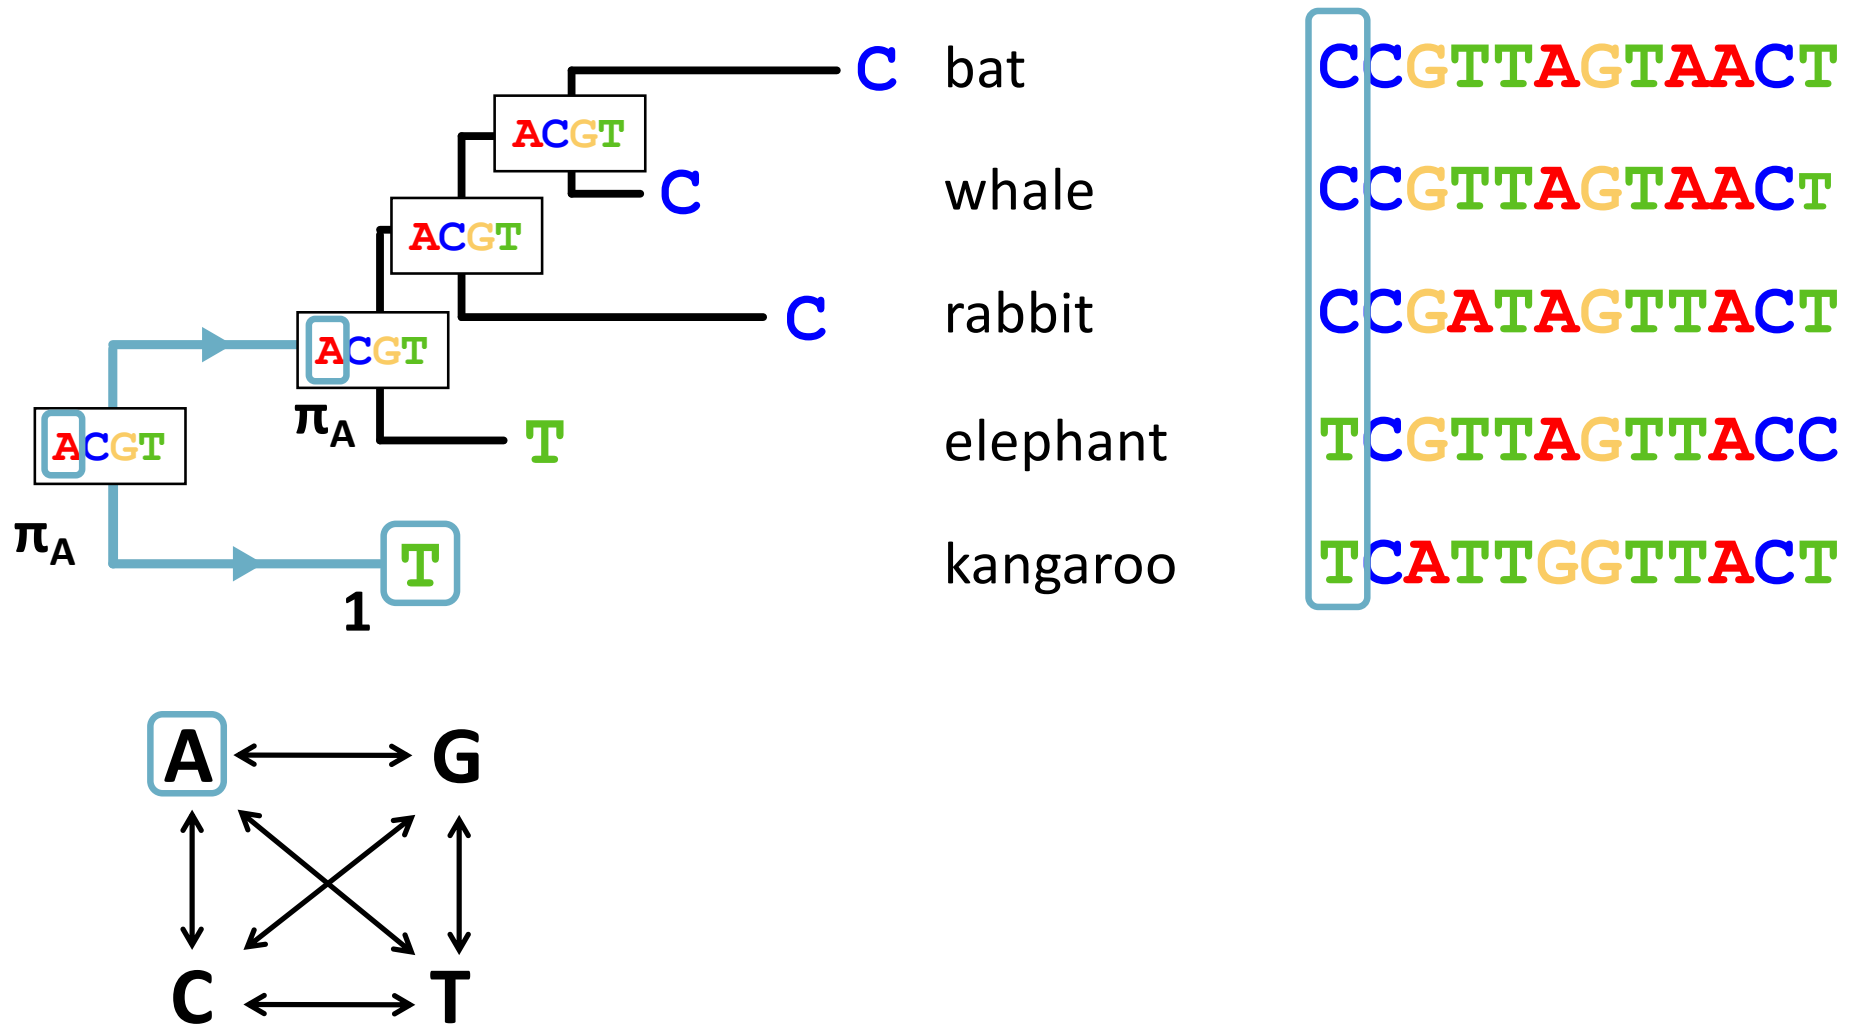 C bat CCGTTAGTAACT
ACGT
C whale CCGTTAGTAACT
ACGT
C rabbit CCGATAGTTACT
ACGT
πA
T elephant TCGTTAGTTACC
ACGT
πA
T kangaroo TCATTGGTTACT
1
A G
C T